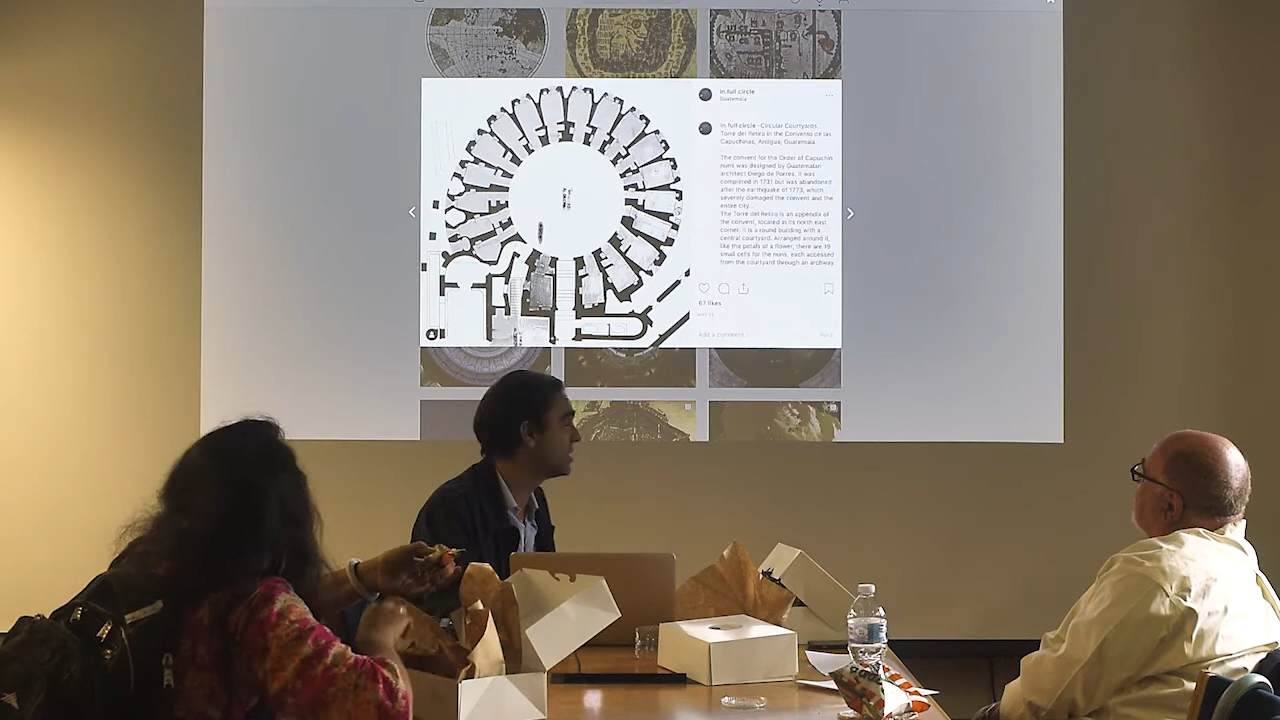 in.full.circle
Guatemala
in.full.circle Circular Courtyards,
Torre del Retiro in the Convento de las
Capuchinas, Antigua, Guatemala.
The convent for the Order of Capuchin
nuns was designed by Guatemalan
architect Diego de Porres. It was
completed in 1731 but was abandoned
after the earthquake of 1773, which
severely damaged the convent and the
entire city.
The Torre del Retiro is an appendix of
the convent, located in its north east
corner. It is a round building with a
central courtyard. Arranged around it,
like the petals of a flower, there are 19
small cells for the nuns, each accessed
from the courtyard through an archway.
67 likes
Add a comment...
Post